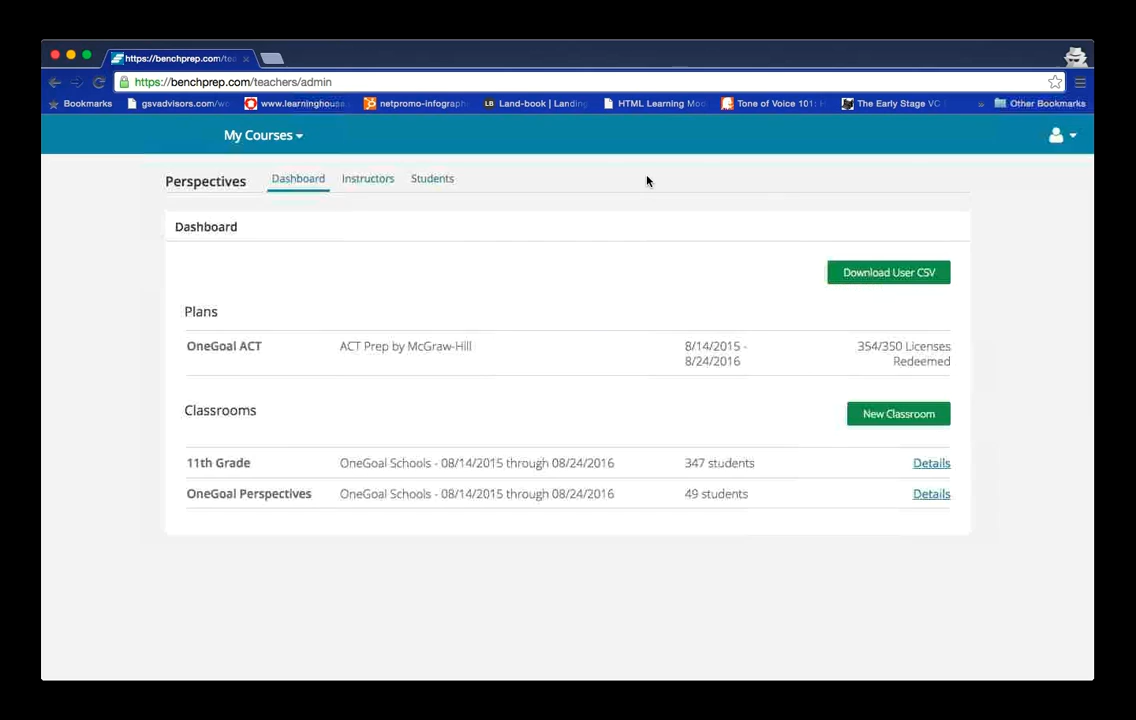 https://benchprep.com/tea
https://benchprep.com/teachers/admin
Bookmarks gsvadvisors.com/w www.learninghouse netpromo-infograph LB Land-book | Landing HTML Learning Mo Tone of Voice 101: The Early Stage VC » Other Bookmarks
My Courses
Perspectives Dashboard Instructors Students
Dashboard
Download User CSV
Plans
OneGoal ACT ACT Prep by McGraw-Hill 8/14/2015 - 354/350 Licenses
8/24/2016 Redeemed
Classrooms New Classroom
11th Grade OneGoal Schools - 08/14/2015 through 08/24/2016 347 students Details
OneGoal Perspectives OneGoal Schools - 08/14/2015 through 08/24/2016 49 students Details